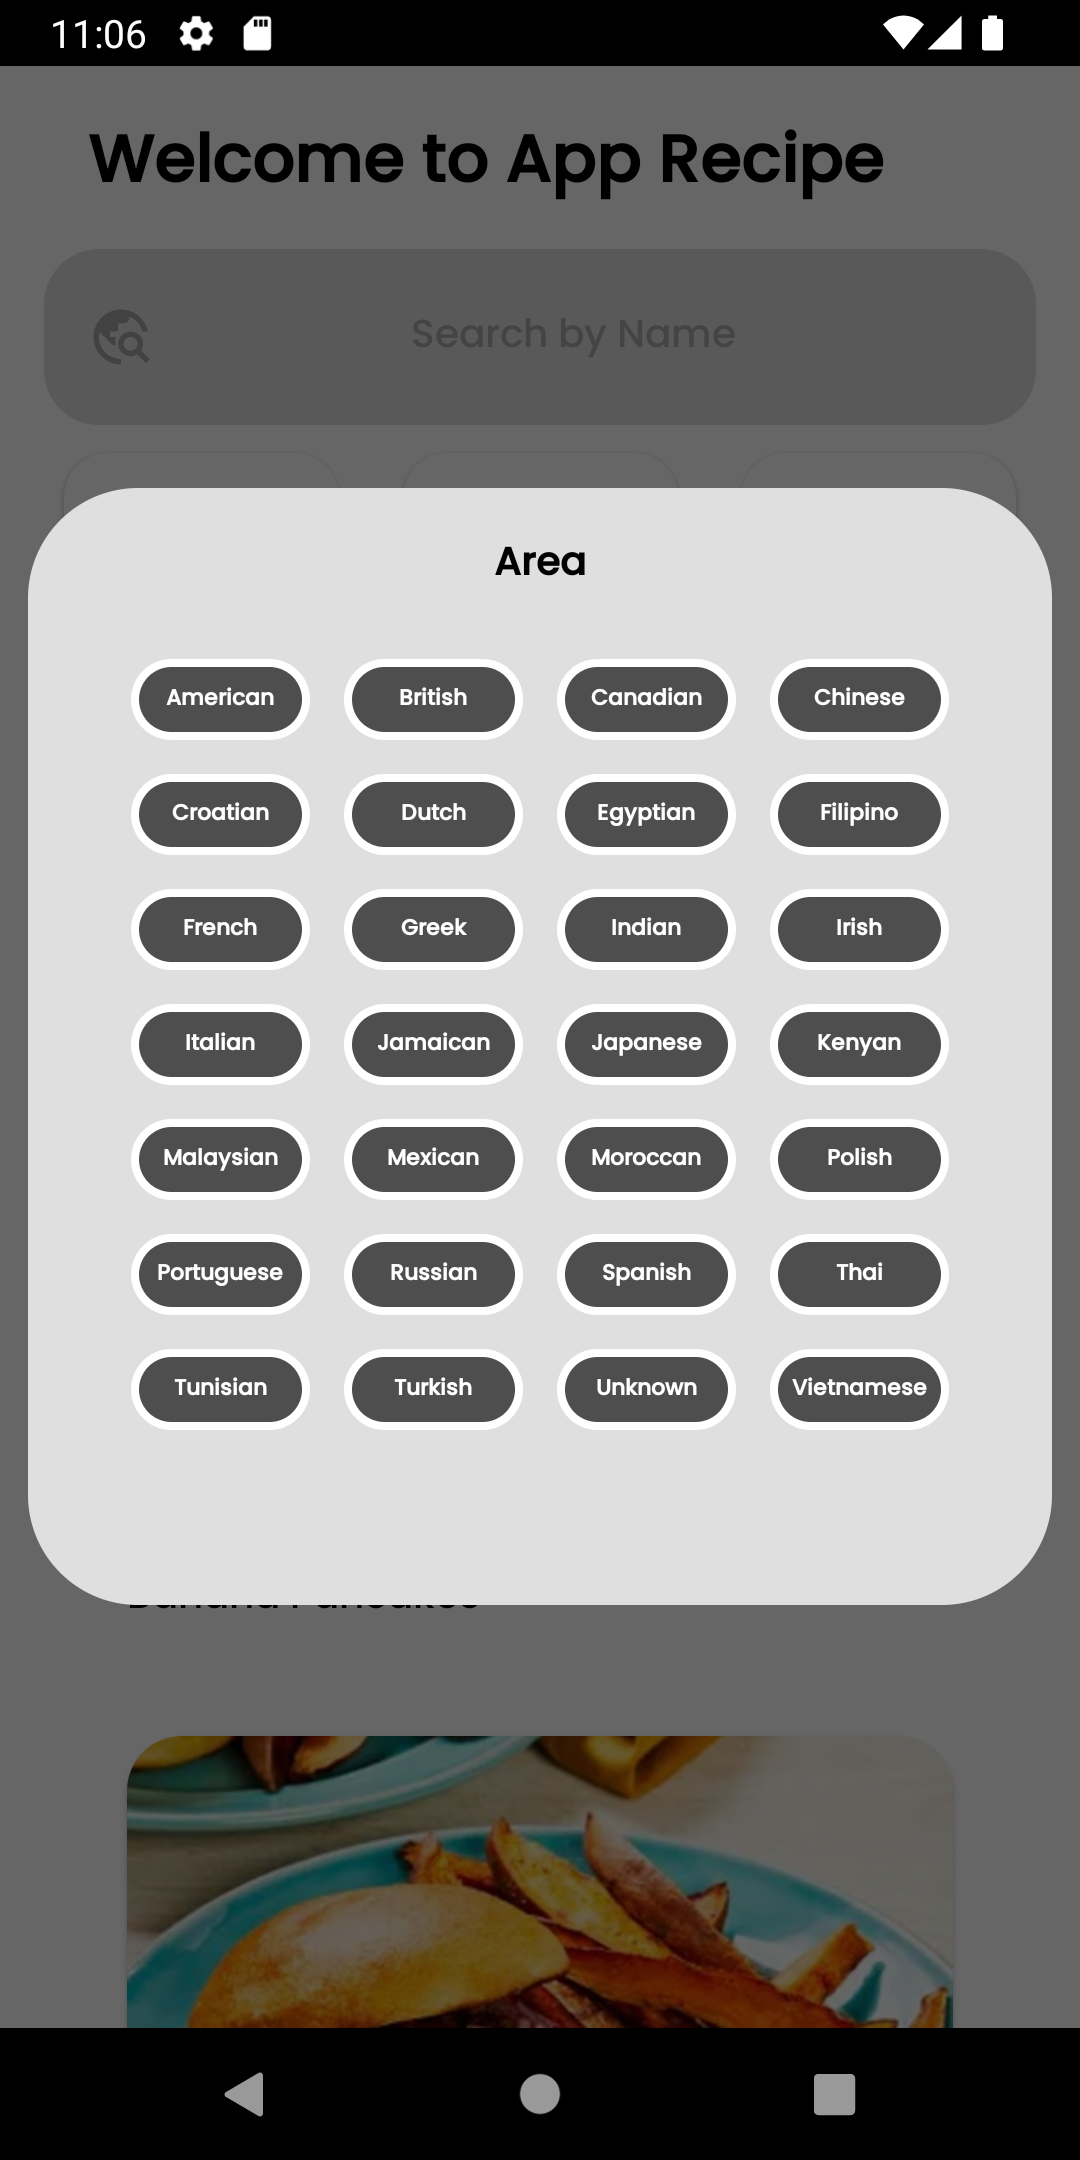 11:06
Welcome to App Recipe
Search by Name
Area
American British Canadian Chinese
Croatian Dutch Egyptian Filipino
French Greek Indian Irish
Italian Jamaican Japanese Kenyan
Malaysian Mexican Moroccan Polish
Portuguese Russian Spanish Thai
Tunisian Turkish Unknown Vietnamese
Banana Pancakes